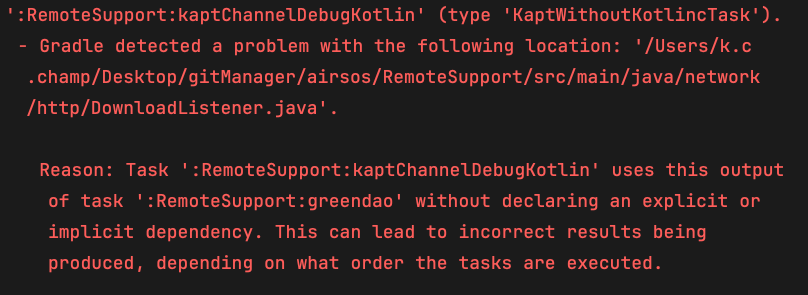 ':RemoteSupport:kaptChannelDebugKotlin' (type 'KaptWithoutKotlincTask').
- Gradle detected a problem with the following location: '/Users/k.c
.champ/Desktop/gitManager/airsos/RemoteSupport/src/main/java/network
/http/DownloadListener.java'.
Reason: Task ':RemoteSupport:kaptChannelDebugKotlin' uses this output
of task ':RemoteSupport:greendao' without declaring an explicit or
implicit dependency. This can lead to incorrect results being
produced, depending on what order the tasks are executed.